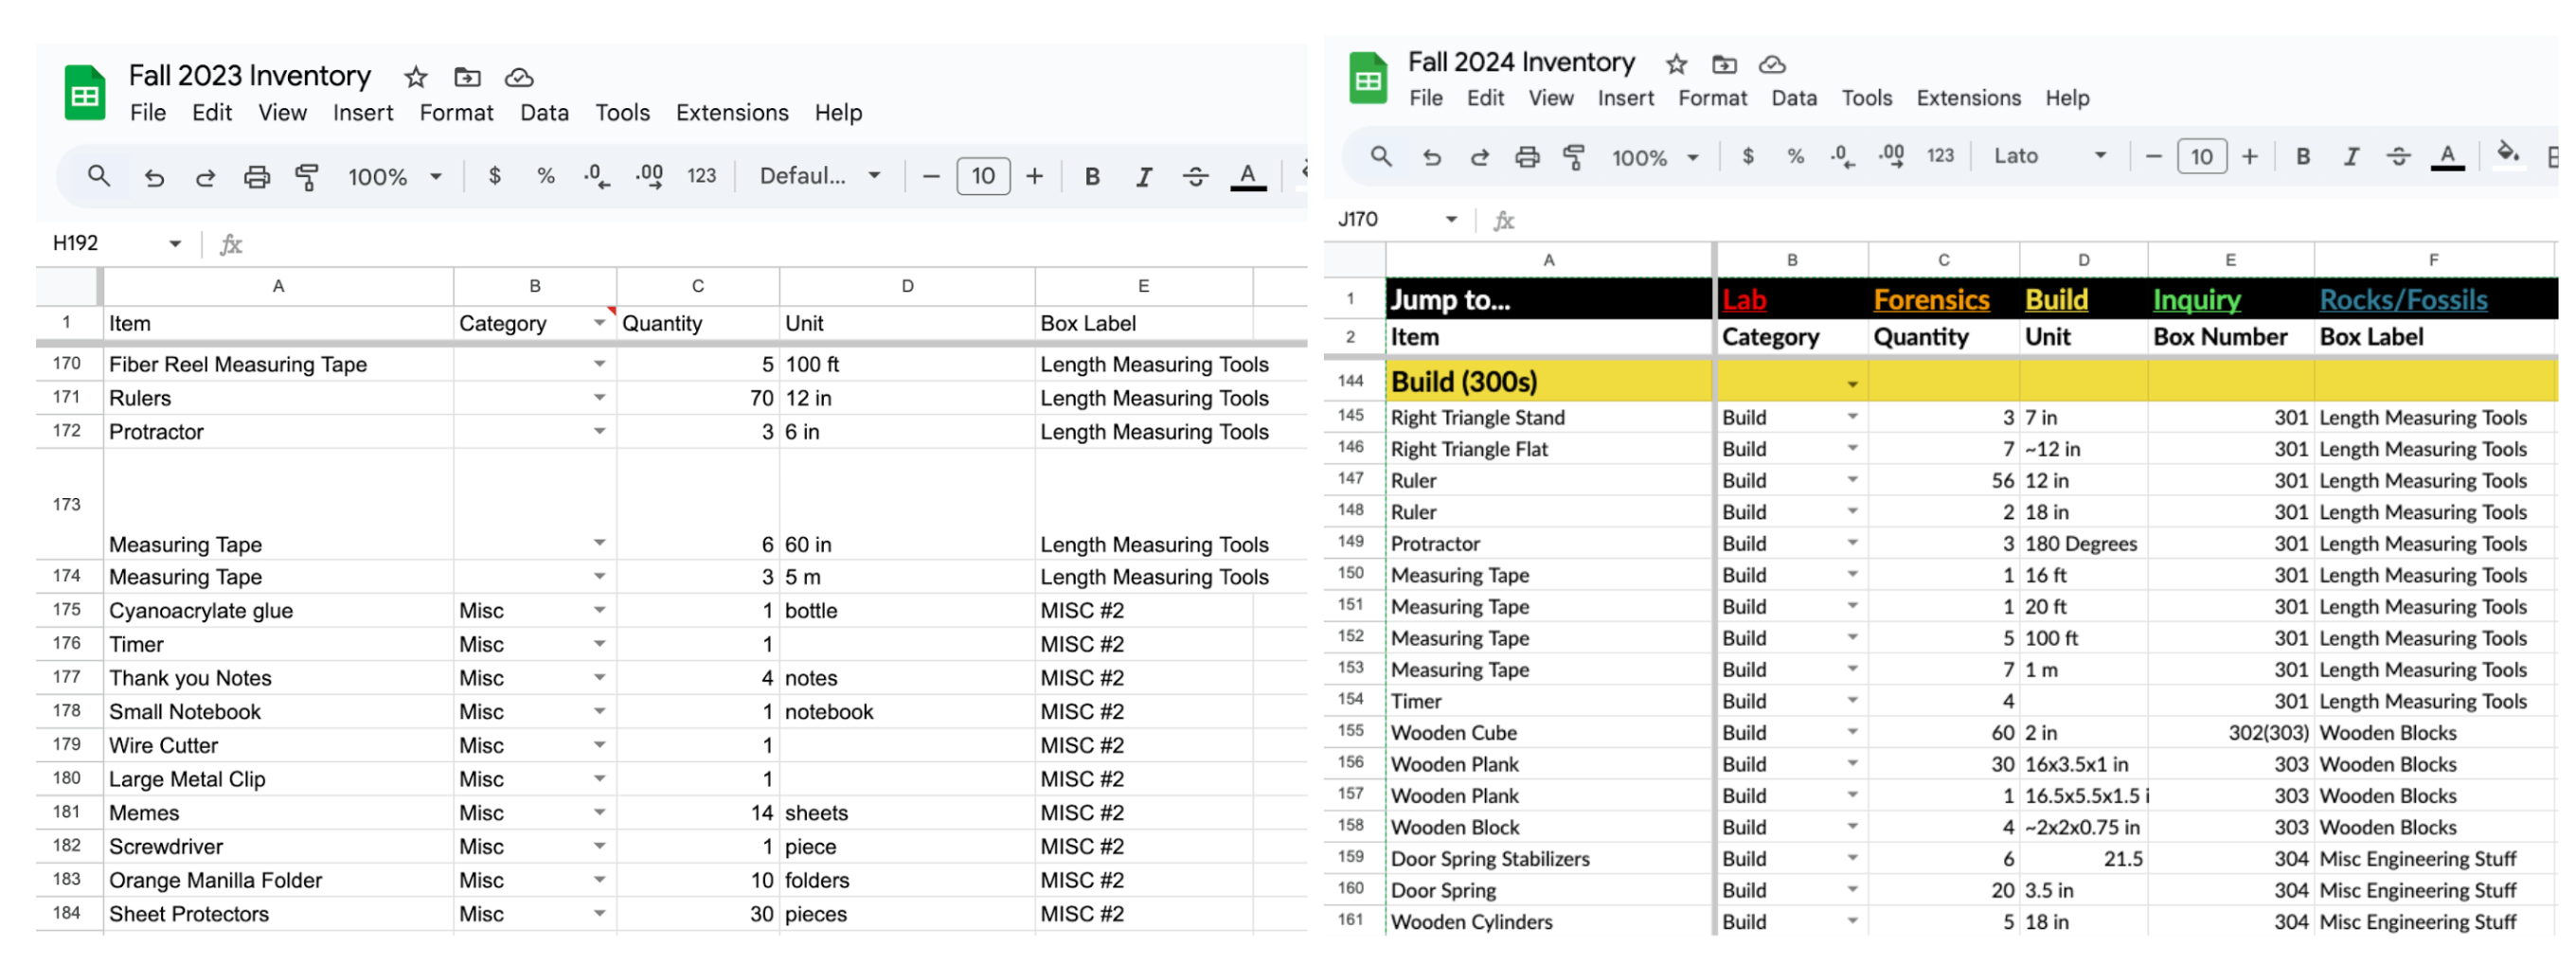 Fall 2023 Inventory
File Edit View Insert Format Data Tools Extensions Help
100% $ % .0 .00 123 Defaul... − 10 + B I S A
H192 fx
A B C D E
1 Item Category Quantity Unit Box Label
170 Fiber Reel Measuring Tape 5 100 ft Length Measuring Tools
171 Rulers 70 12 in Length Measuring Tools
172 Protractor 3 6 in Length Measuring Tools
173 Measuring Tape 6 60 in Length Measuring Tools
174 Measuring Tape 3 5 m Length Measuring Tools
175 Cyanoacrylate glue Misc 1 bottle MISC #2
176 Timer Misc 1 MISC #2
177 Thank you Notes Misc 4 notes MISC #2
178 Small Notebook Misc 1 notebook MISC #2
179 Wire Cutter Misc 1 MISC #2
180 Large Metal Clip Misc 1 MISC #2
181 Memes Misc 14 sheets MISC #2
182 Screwdriver Misc 1 piece MISC #2
183 Orange Manilla Folder Misc 10 folders MISC #2
184 Sheet Protectors Misc 30 pieces MISC #2
Fall 2024 Inventory
File Edit View Insert Format Data Tools Extensions Help
100% $ % .0 .00 123 Lato − 10 + B I S A
J170 fx
A B C D E F
1 Jump to... Lab Forensics Build Inquiry Rocks/Fossils
2 Item Category Quantity Unit Box Number Box Label
144 Build (300s)
145 Right Triangle Stand Build 3 7 in 301 Length Measuring Tools
146 Right Triangle Flat Build 7 ~12 in 301 Length Measuring Tools
147 Ruler Build 56 12 in 301 Length Measuring Tools
148 Ruler Build 2 18 in 301 Length Measuring Tools
149 Protractor Build 3 180 Degrees 301 Length Measuring Tools
150 Measuring Tape Build 1 16 ft 301 Length Measuring Tools
151 Measuring Tape Build 1 20 ft 301 Length Measuring Tools
152 Measuring Tape Build 5 100 ft 301 Length Measuring Tools
153 Measuring Tape Build 7 1 m 301 Length Measuring Tools
154 Timer Build 4 301 Length Measuring Tools
155 Wooden Cube Build 60 2 in 302(303) Wooden Blocks
156 Wooden Plank Build 30 16x3.5x1 in 303 Wooden Blocks
157 Wooden Plank Build 1 16.5x5.5x1.5 i 303 Wooden Blocks
158 Wooden Block Build 4 ~2x2x0.75 in 303 Wooden Blocks
159 Door Spring Stabilizers Build 6 21.5 304 Misc Engineering Stuff
160 Door Spring Build 20 3.5 in 304 Misc Engineering Stuff
161 Wooden Cylinders Build 5 18 in 304 Misc Engineering Stuff